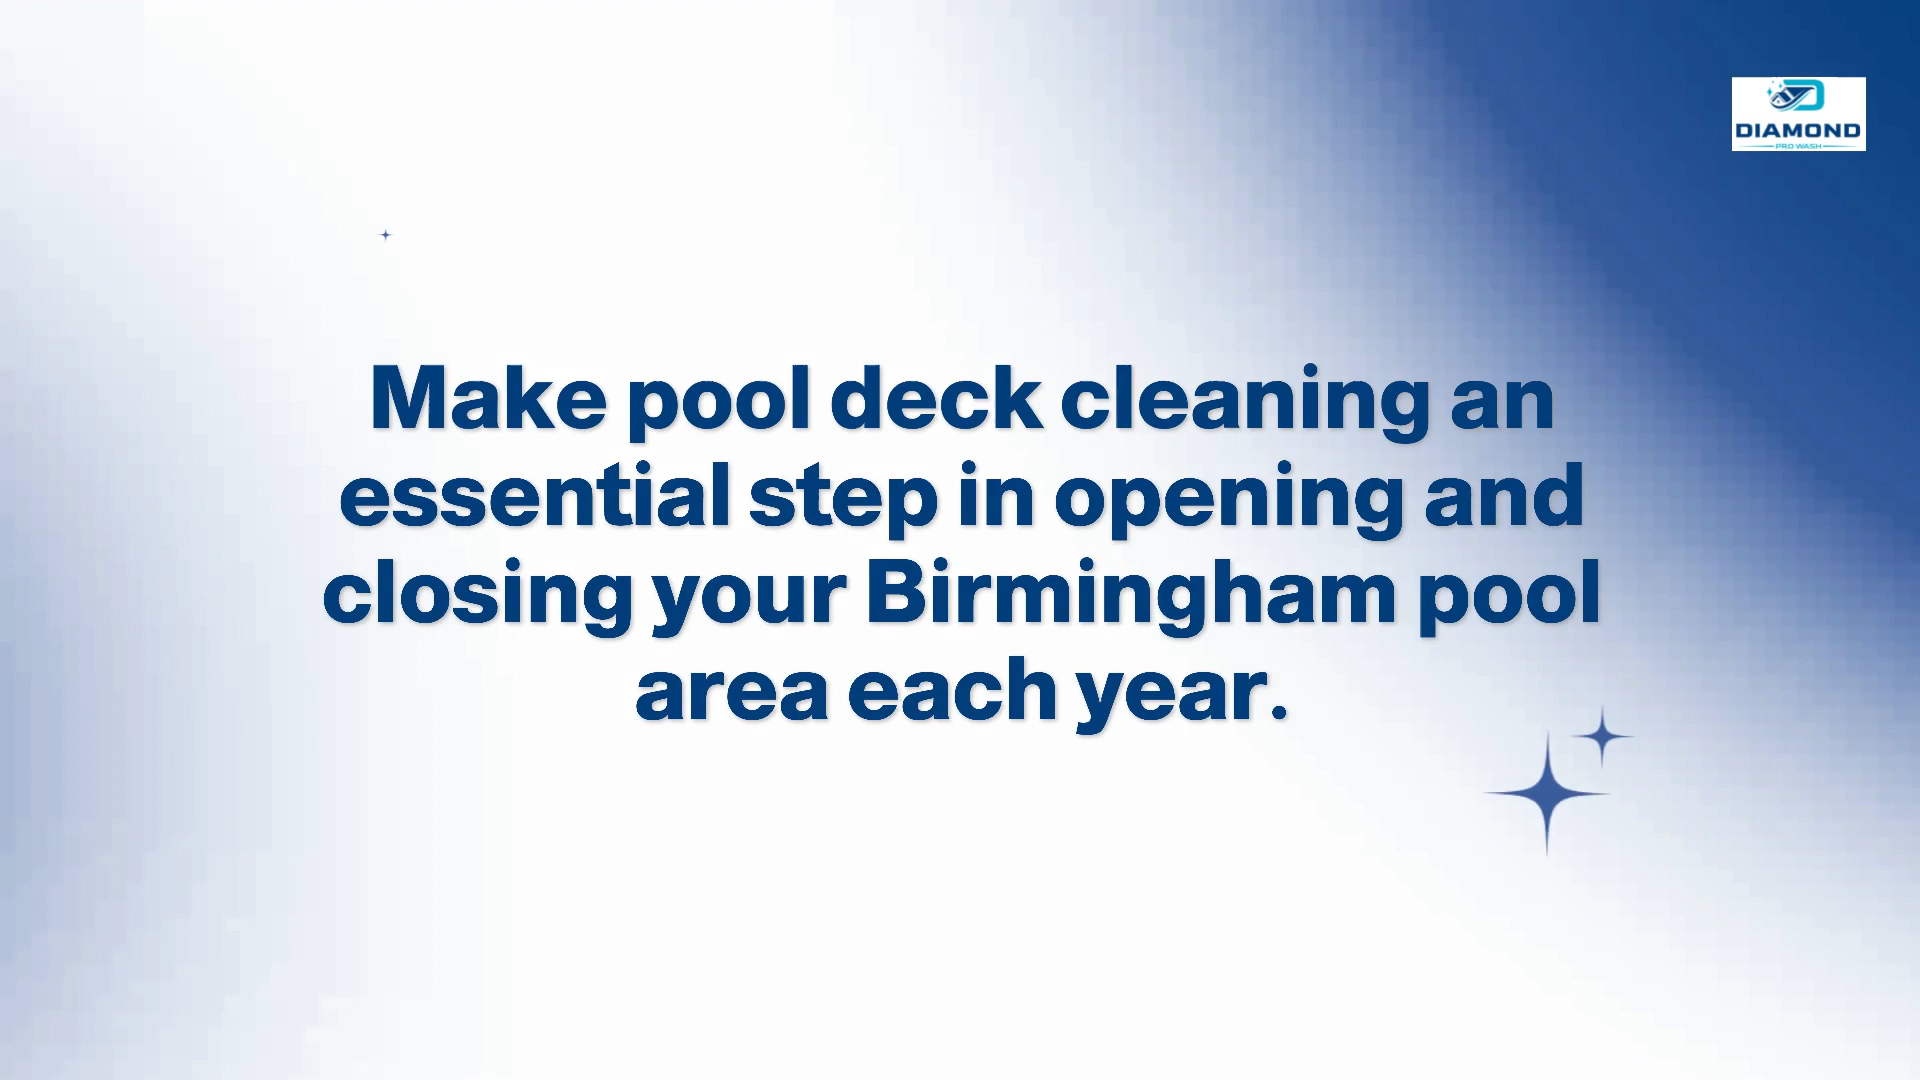 DIAMOND
PRO WASH
Make pool deck cleaning an
essential step in opening and
closing your Birmingham pool
area each year.